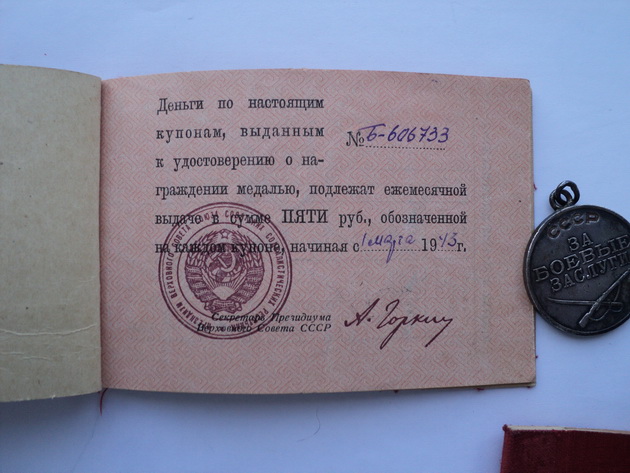 Деньги по настоящим
купонам, выданным
к удостоверению о на-
граждении медалью, подлежат ежемесячной
выдаче в сумме ПЯТИ руб., обозначенной
на каждом купоне, начиная с 1 марта 1943 г.
№ Б-606733
Секретарь Президиума
Верховного Совета СССР
А. Горкин
СССР
ЗА
БОЕВЫЕ
ЗАСЛУГИ